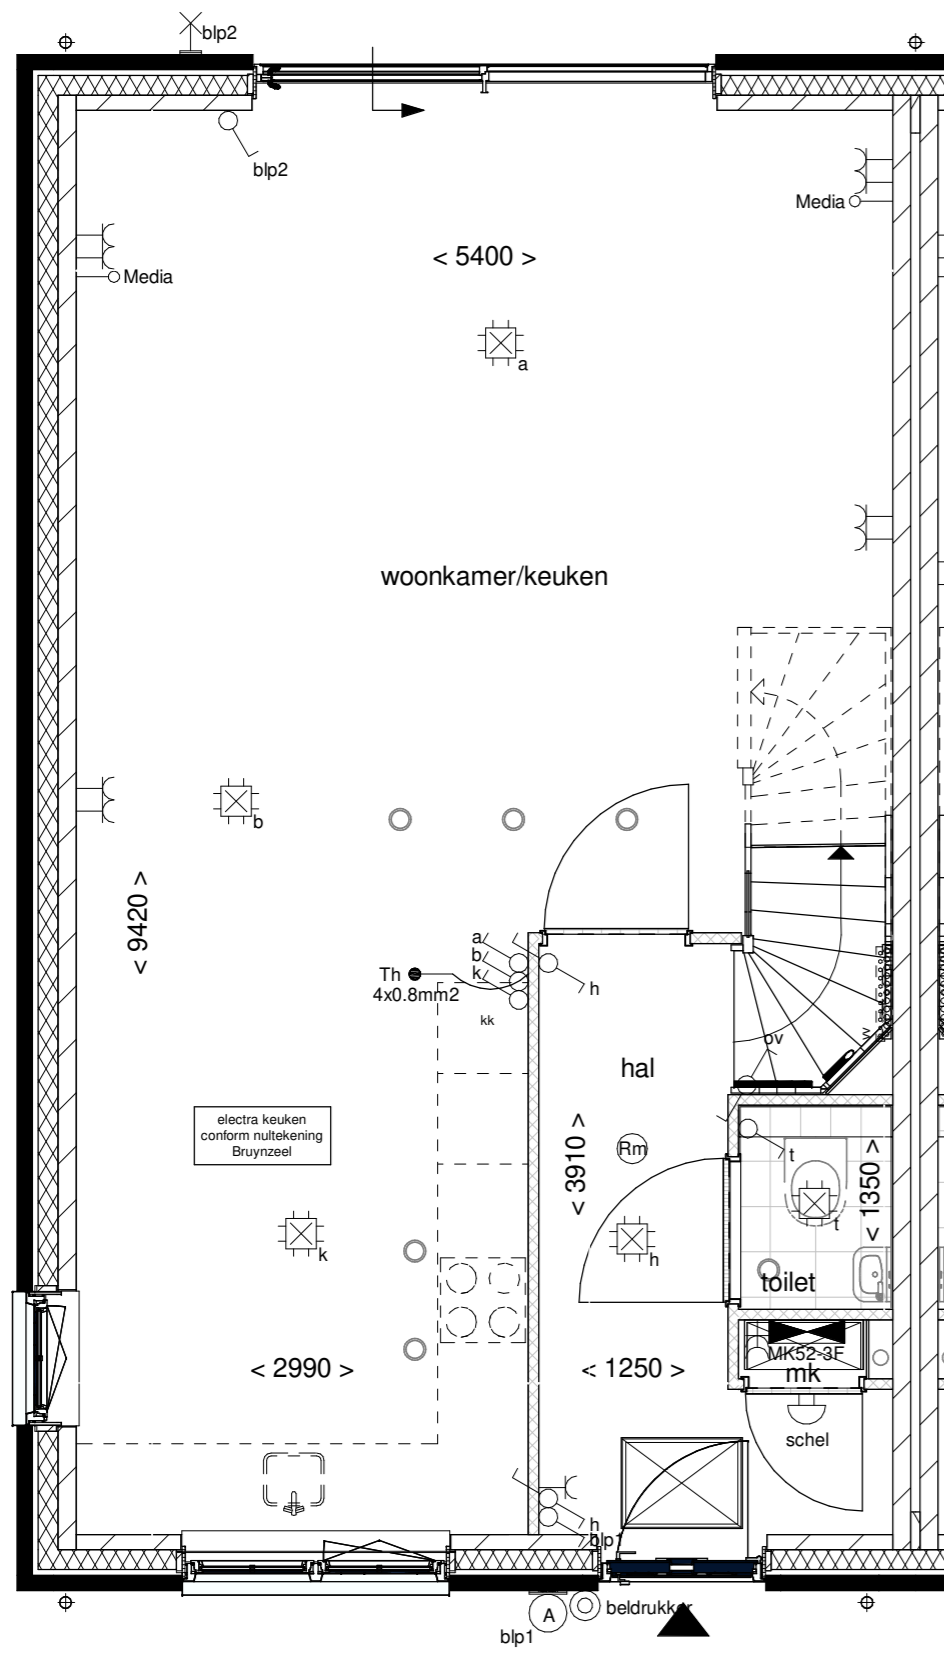 blp2
blp2
Media
Media
< 5400 >
a
woonkamer/keuken
b
< 9420 >
a
b
k
h
Th
4x0.8mm2
kk
ov
hal
electra keuken
conform nultekening
Bruynzeel
< 3910 >
Rm
t
< 1350 >
t
k
h
toilet
MK52-3F
mk
< 2990 >
< 1250 >
schel
h
blp1
A
beldrukker
blp1